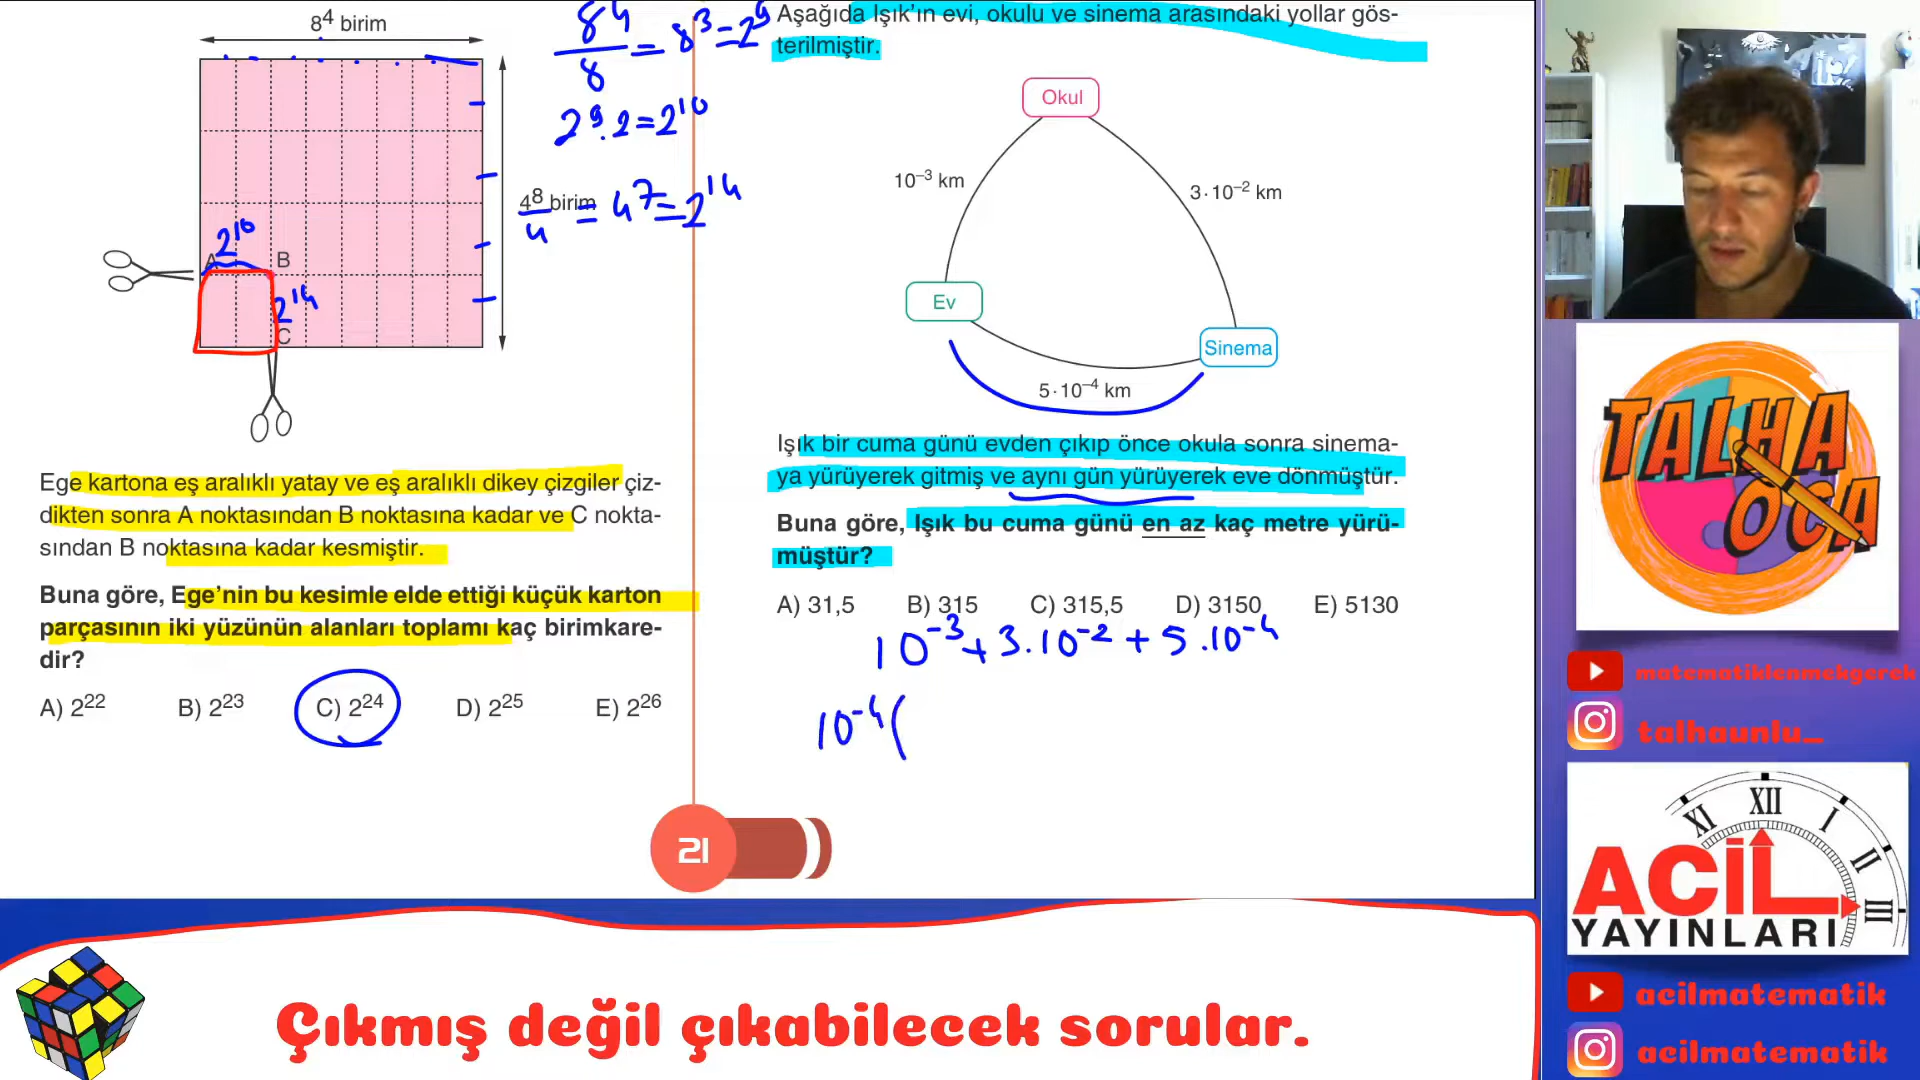 8⁴ birim
8⁴/8 = 8³ = 2⁹
2⁹.2 = 2¹⁰
4⁸ birim
4⁸/4 = 4⁷ = 2¹⁴
2¹⁰
A
B
2¹⁴
C
Ege kartona eş aralıklı yatay ve eş aralıklı dikey çizgiler çiz-
dikten sonra A noktasından B noktasına kadar ve C nokta-
sından B noktasına kadar kesmiştir.
Buna göre, Ege'nin bu kesimle elde ettiği küçük karton
parçasının iki yüzünün alanları toplamı kaç birimkare-
dir?
A) 2²² B) 2²³ C) 2²⁴ D) 2²⁵ E) 2²⁶
Aşağıda Işık'ın evi, okulu ve sinema arasındaki yollar gös-
terilmiştir.
Okul
10⁻³ km
3·10⁻² km
Ev
Sinema
5·10⁻⁴ km
Işık bir cuma günü evden çıkıp önce okula sonra sinema-
ya yürüyerek gitmiş ve aynı gün yürüyerek eve dönmüştür.
Buna göre, Işık bu cuma günü en az kaç metre yürü-
müştür?
A) 31,5 B) 315 C) 315,5 D) 3150 E) 5130
10⁻³ + 3.10⁻² + 5.10⁻⁴
10⁻⁴(
21
TALHA
OCA
matematiklenmekgerek
talhaunlu_
XI XII I II III
ACİL
YAYINLARI
acilmatematik
acilmatematik
Çıkmış değil çıkabilecek sorular.